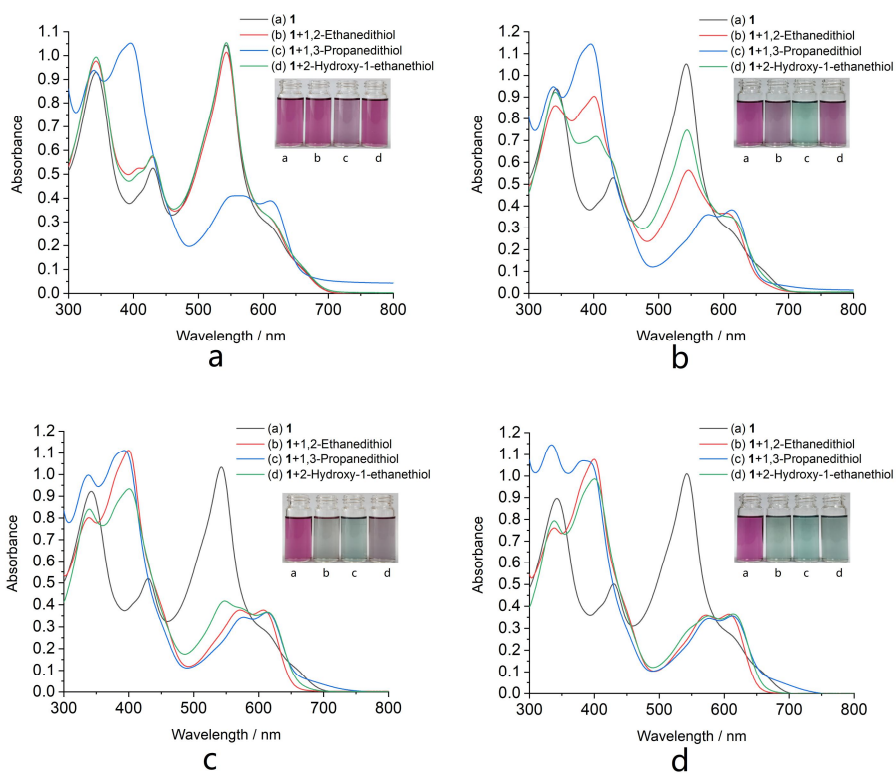 (a) 1
(b) 1+1,2-Ethanedithiol
(c) 1+1,3-Propanedithiol
(d) 1+2-Hydroxy-1-ethanethiol
1.2
1.1
1.0
0.9
0.8
0.7
0.6
0.5
0.4
0.3
0.2
0.1
0.0
Absorbance
a b c d
300 400 500 600 700 800
Wavelength / nm
a
(a) 1
(b) 1+1,2-Ethanedithiol
(c) 1+1,3-Propanedithiol
(d) 1+2-Hydroxy-1-ethanethiol
1.3
1.2
1.1
1.0
0.9
0.8
0.7
0.6
0.5
0.4
0.3
0.2
0.1
0.0
Absorbance
a b c d
300 400 500 600 700 800
Wavelength / nm
b
(a) 1
(b) 1+1,2-Ethanedithiol
(c) 1+1,3-Propanedithiol
(d) 1+2-Hydroxy-1-ethanethiol
1.2
1.1
1.0
0.9
0.8
0.7
0.6
0.5
0.4
0.3
0.2
0.1
0.0
Absorbance
a b c d
300 400 500 600 700 800
Wavelength / nm
c
(a) 1
(b) 1+1,2-Ethanedithiol
(c) 1+1,3-Propanedithiol
(d) 1+2-Hydroxy-1-ethanethiol
1.2
1.1
1.0
0.9
0.8
0.7
0.6
0.5
0.4
0.3
0.2
0.1
0.0
Absorbance
a b c d
300 400 500 600 700 800
Wavelength / nm
d